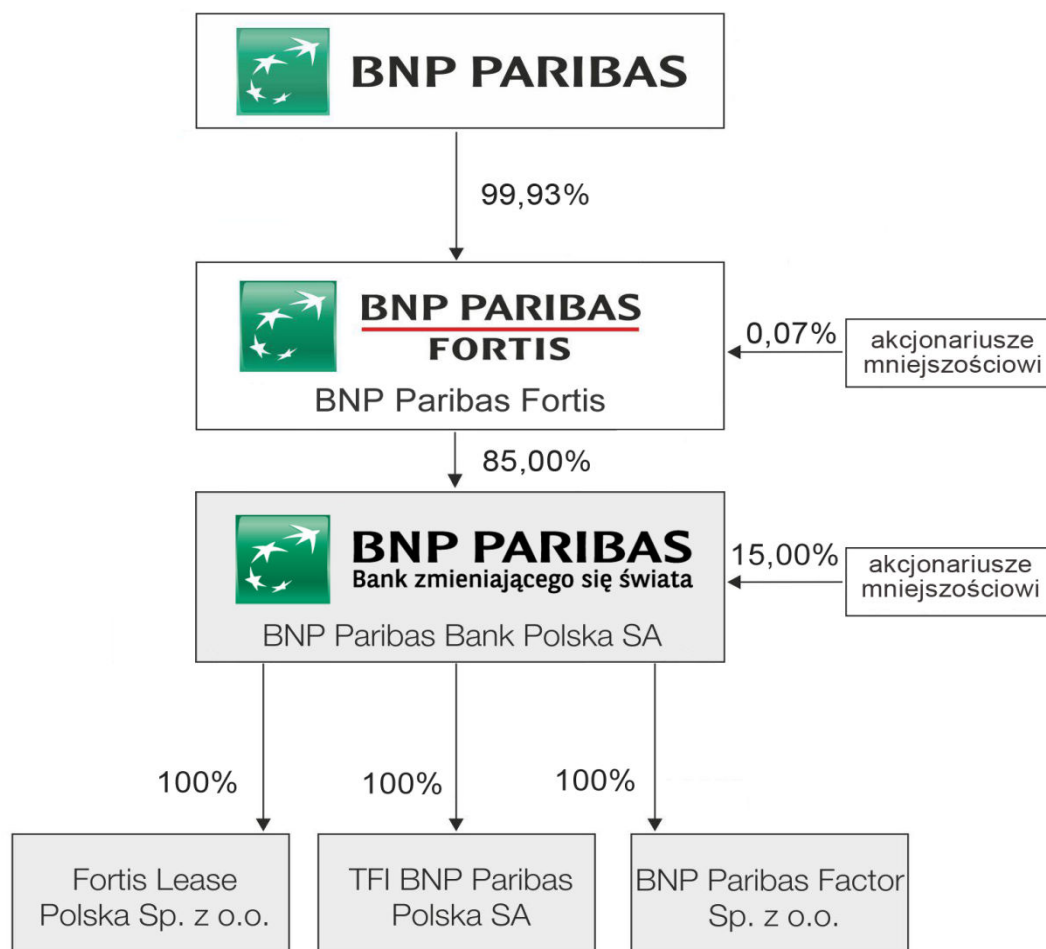 BNP PARIBAS
99,93%
BNP PARIBAS
FORTIS
BNP Paribas Fortis
0,07%
akcjonariusze
mniejszościowi
85,00%
BNP PARIBAS
Bank zmieniającego się świata
BNP Paribas Bank Polska SA
15,00%
akcjonariusze
mniejszościowi
100%
100%
100%
Fortis Lease
Polska Sp. z o.o.
TFI BNP Paribas
Polska SA
BNP Paribas Factor
Sp. z o.o.